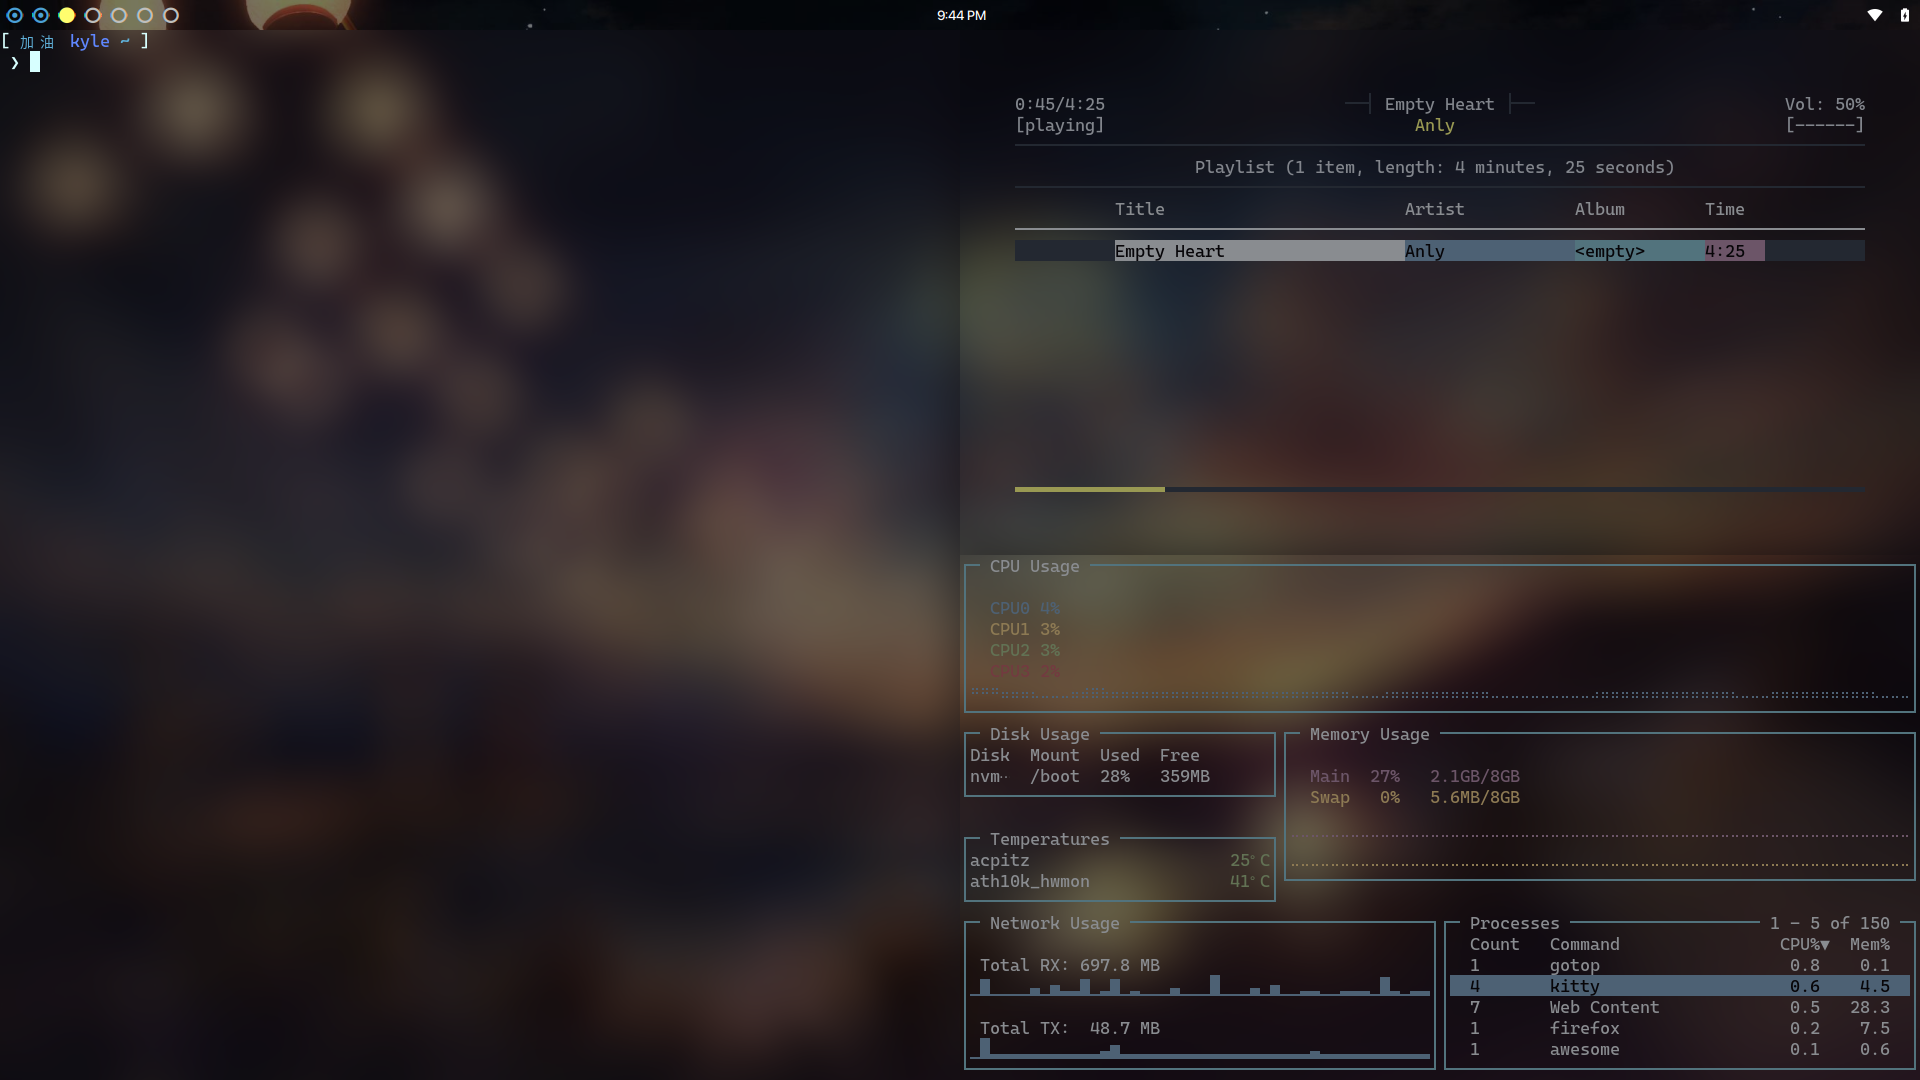 9:44 PM
[ 加油 kyle ~ ]
❯
0:45/4:25 Empty Heart Vol: 50%
[playing] Anly [------]
Playlist (1 item, length: 4 minutes, 25 seconds)
Title Artist Album Time
Empty Heart Anly <empty> 4:25
CPU Usage
CPU0 4%
CPU1 3%
CPU2 3%
CPU3 2%
Disk Usage
Disk Mount Used Free
nvm… /boot 28% 359MB
Memory Usage
Main 27% 2.1GB/8GB
Swap 0% 5.6MB/8GB
Temperatures
acpitz 25°C
ath10k_hwmon 41°C
Network Usage
Total RX: 697.8 MB
Total TX: 48.7 MB
Processes 1 - 5 of 150
Count Command CPU%▼ Mem%
1 gotop 0.8 0.1
4 kitty 0.6 4.5
7 Web Content 0.5 28.3
1 firefox 0.2 7.5
1 awesome 0.1 0.6